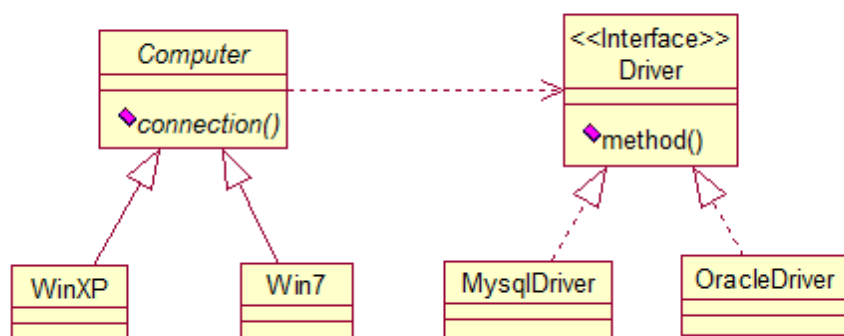 Computer
connection()
<<Interface>>
Driver
method()
WinXP
Win7
MysqlDriver
OracleDriver